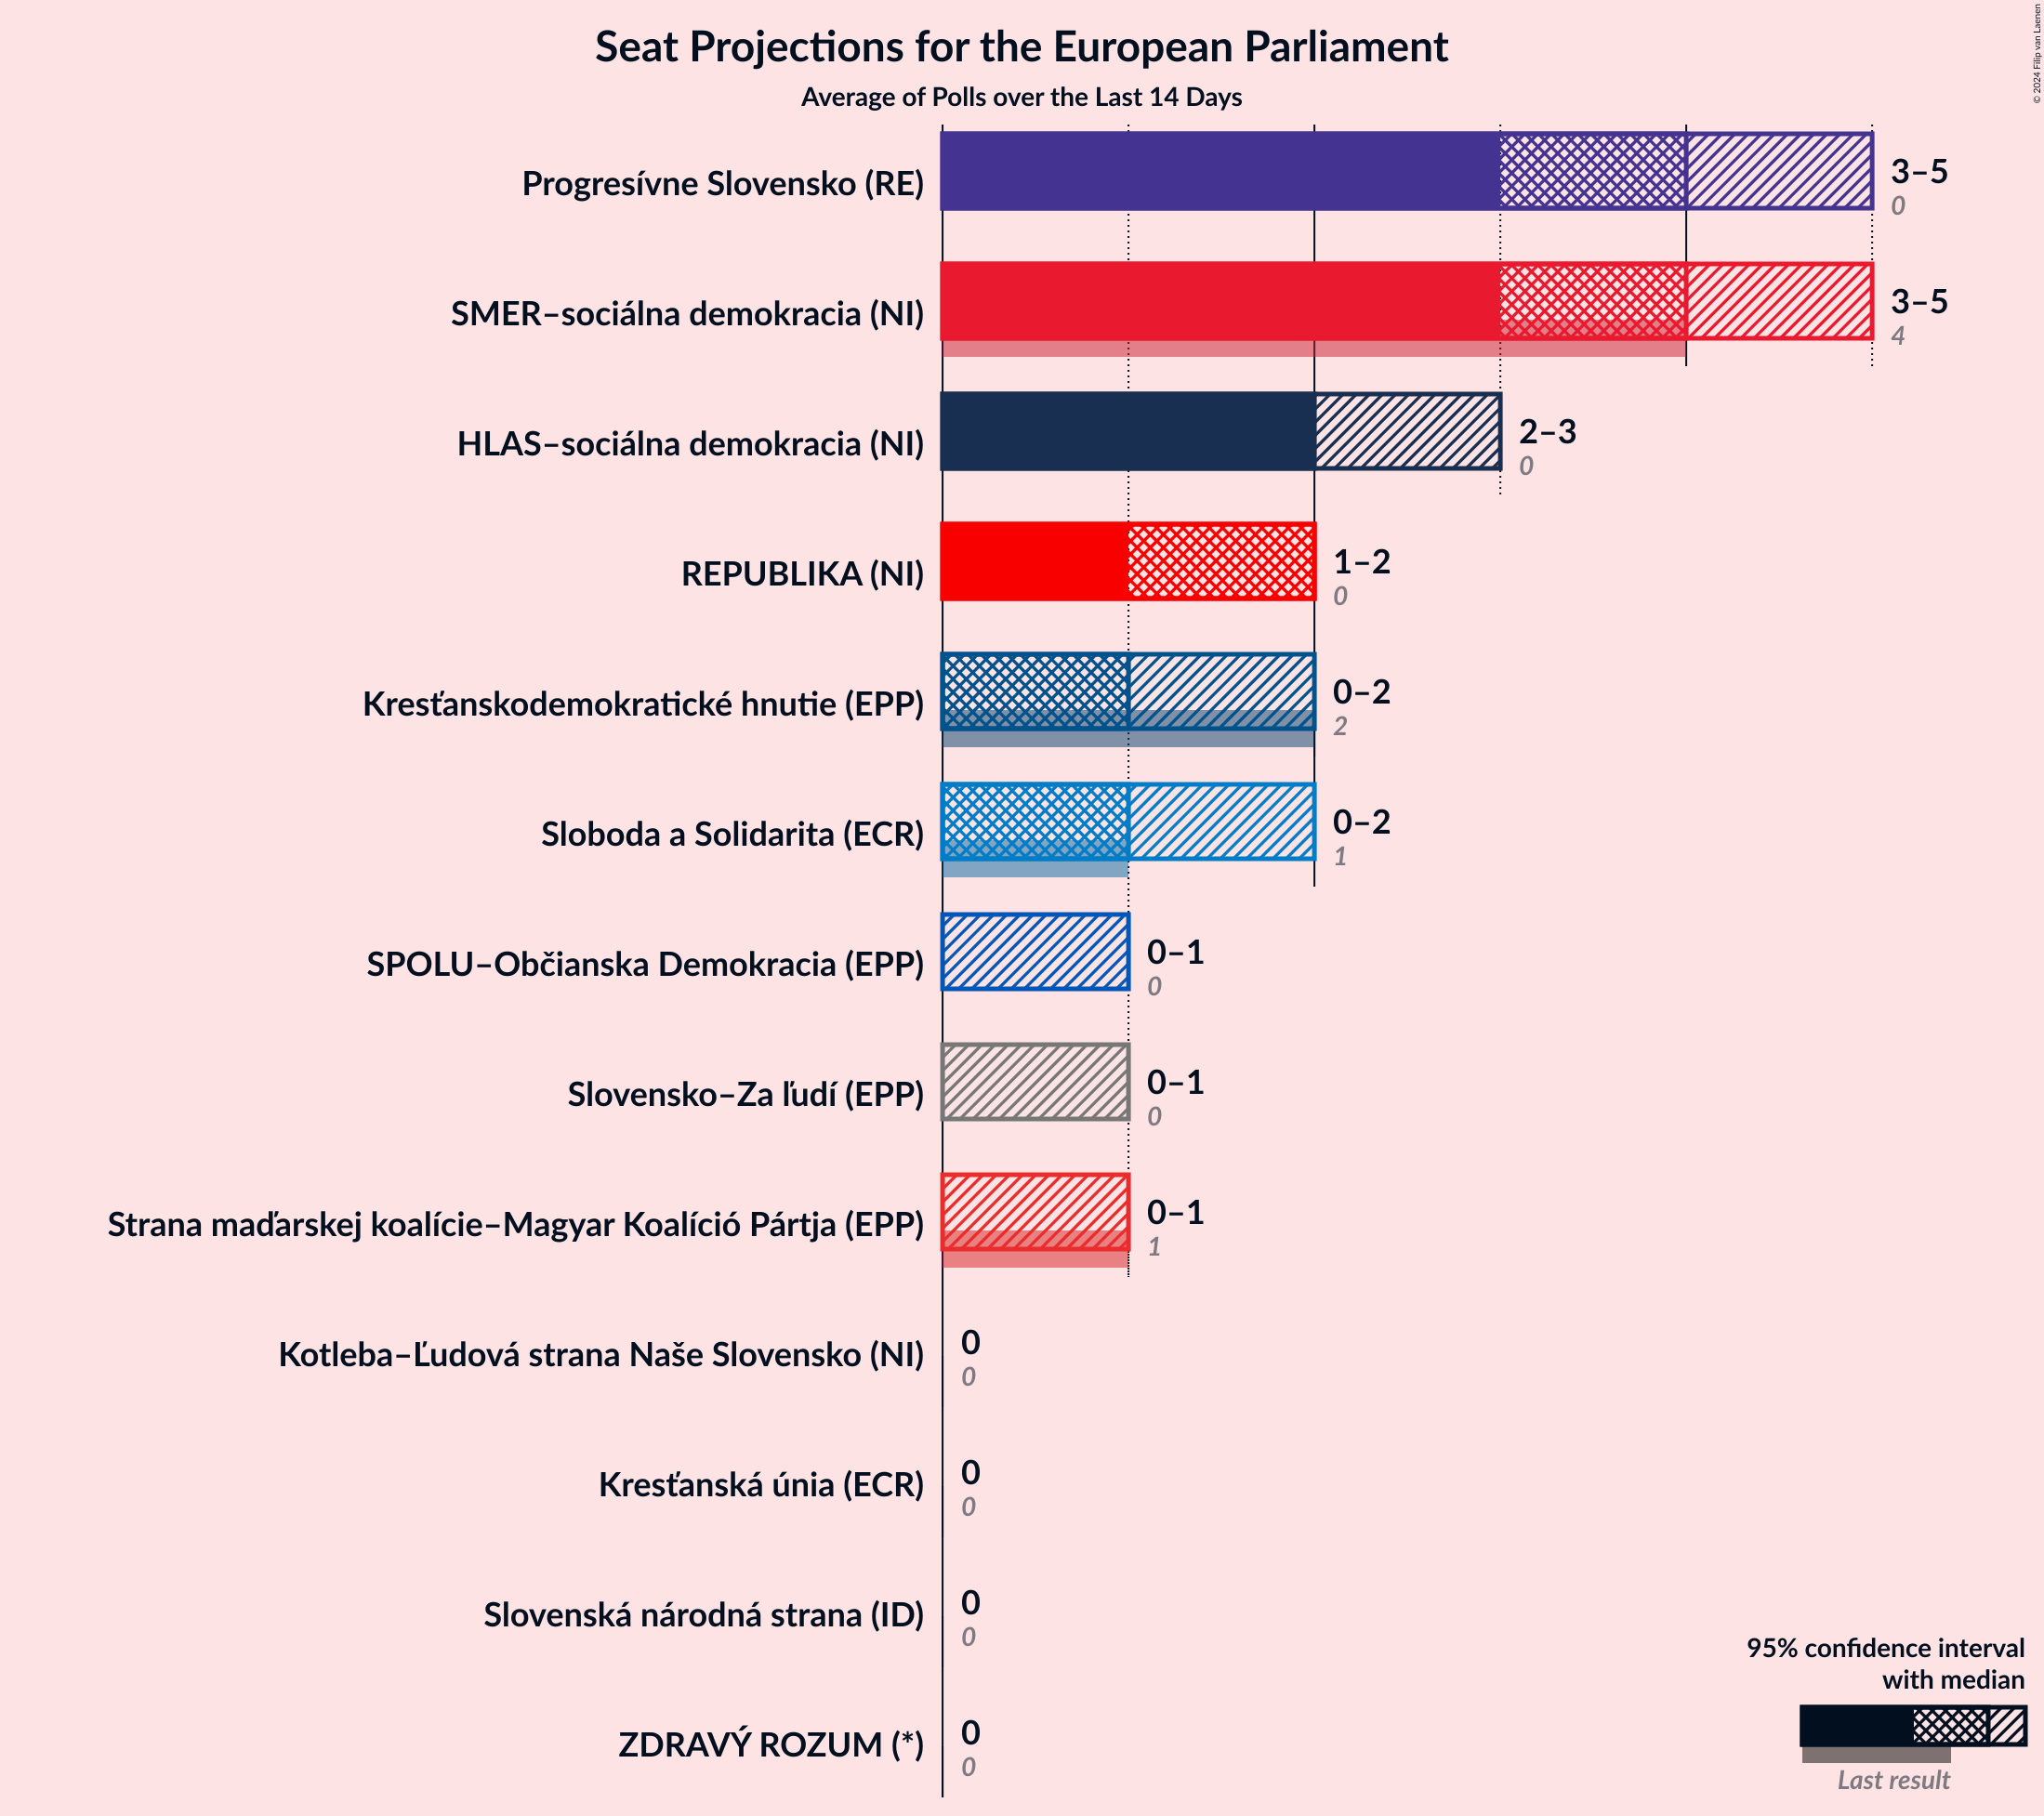 Seat Projections for the European Parliament
Average of Polls over the Last 14 Days
© 2024 Filip van Laenen
Progresívne Slovensko (RE)
3–5
0
SMER–sociálna demokracia (NI)
3–5
4
HLAS–sociálna demokracia (NI)
2–3
0
REPUBLIKA (NI)
1–2
0
Kresťanskodemokratické hnutie (EPP)
0–2
2
Sloboda a Solidarita (ECR)
0–2
1
SPOLU–Občianska Demokracia (EPP)
0–1
0
Slovensko–Za ľudí (EPP)
0–1
0
Strana maďarskej koalície–Magyar Koalíció Pártja (EPP)
0–1
1
Kotleba–Ľudová strana Naše Slovensko (NI)
0
0
Kresťanská únia (ECR)
0
0
Slovenská národná strana (ID)
0
0
ZDRAVÝ ROZUM (*)
0
0
95% confidence interval
with median
Last result